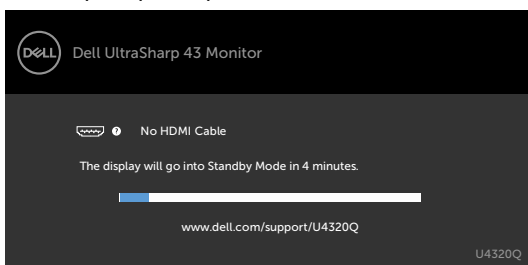 DELL
Dell UltraSharp 43 Monitor
? No HDMI Cable
The display will go into Standby Mode in 4 minutes.
www.dell.com/support/U4320Q
U4320Q